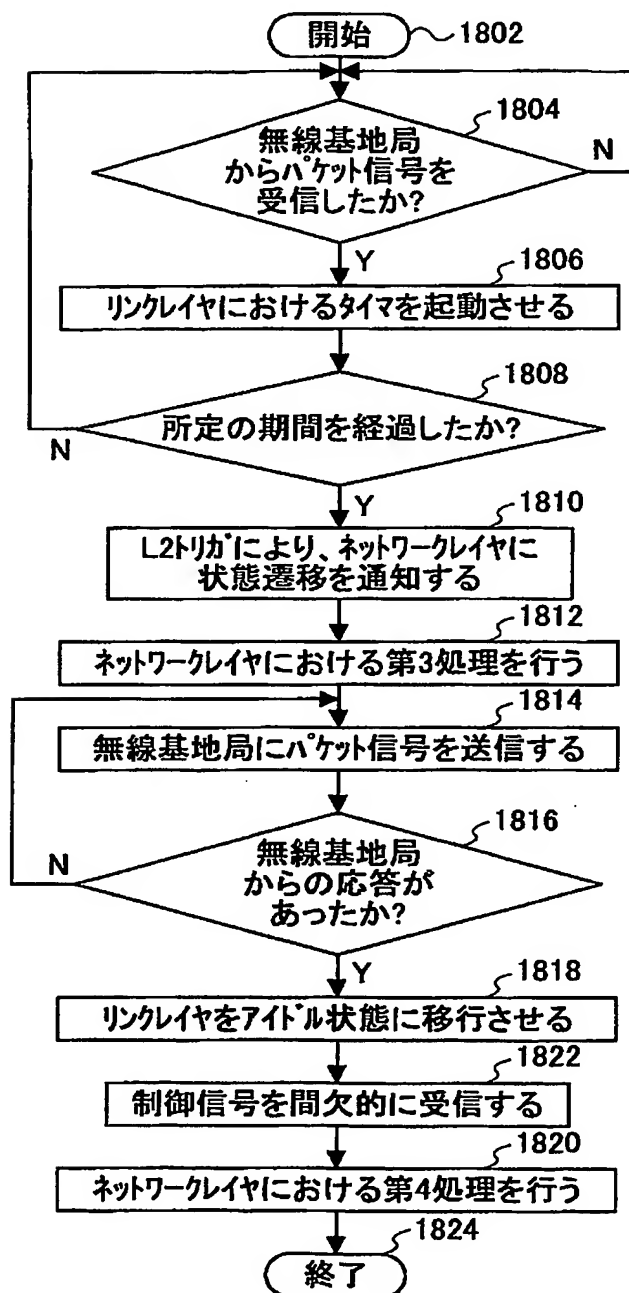 開始
1802
無線基地局
からﾊﾟｹｯﾄ信号を
受信したか?
1804
N
Y
1806
ﾘﾝｸﾚｲﾔにおけるﾀｲﾏを起動させる
1808
所定の期間を経過したか?
N
Y
1810
L2ﾄﾘｶﾞにより、ﾈｯﾄﾜｰｸﾚｲﾔに
状態遷移を通知する
1812
ﾈｯﾄﾜｰｸﾚｲﾔにおける第3処理を行う
1814
無線基地局にﾊﾟｹｯﾄ信号を送信する
1816
無線基地局
からの応答が
あったか?
N
Y
1818
ﾘﾝｸﾚｲﾔをｱｲﾄﾞﾙ状態に移行させる
1822
制御信号を間欠的に受信する
1820
ﾈｯﾄﾜｰｸﾚｲﾔにおける第4処理を行う
1824
終了